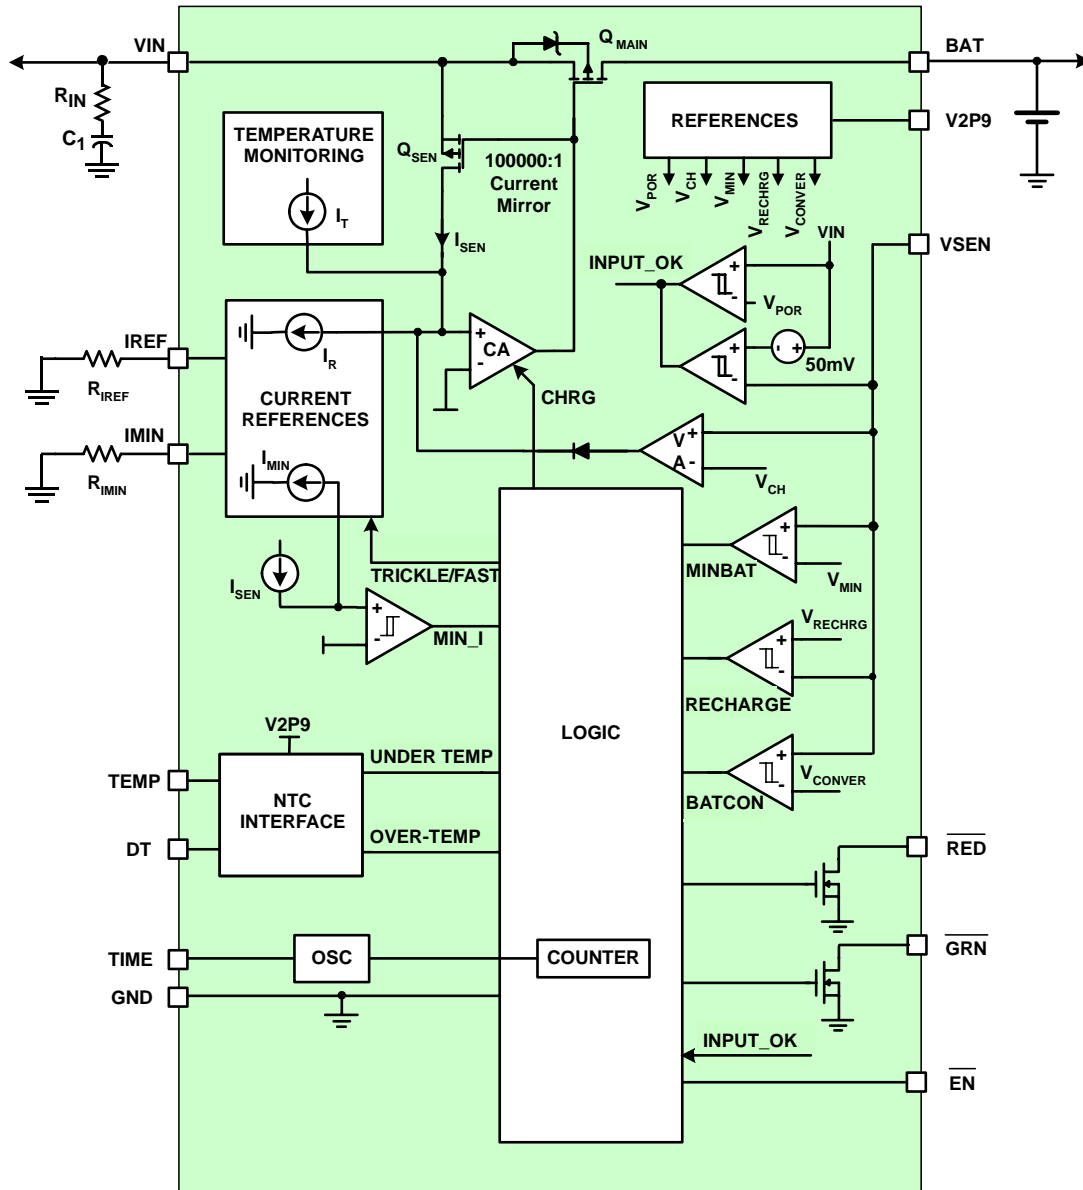 Q MAIN
VIN
BAT
RIN
C1
TEMPERATURE
MONITORING
IT
QSEN
100000:1
Current
Mirror
ISEN
REFERENCES
V2P9
VPOR
VCH
VMIN
VRECHRG
VCONVER
VIN
VSEN
INPUT_OK
+
-
VPOR
+
-
- +
50mV
IREF
RIREF
IR
CURRENT
REFERENCES
+
CA
-
CHRG
IMIN
RIMIN
IMIN
V +
A -
VCH
ISEN
TRICKLE/FAST
+
-
MIN_I
MINBAT
+
-
VMIN
VRECHRG
+
-
RECHARGE
LOGIC
V2P9
TEMP
DT
NTC
INTERFACE
UNDER TEMP
OVER-TEMP
BATCON
+
-
VCONVER
RED
GRN
TIME
OSC
COUNTER
GND
INPUT_OK
EN